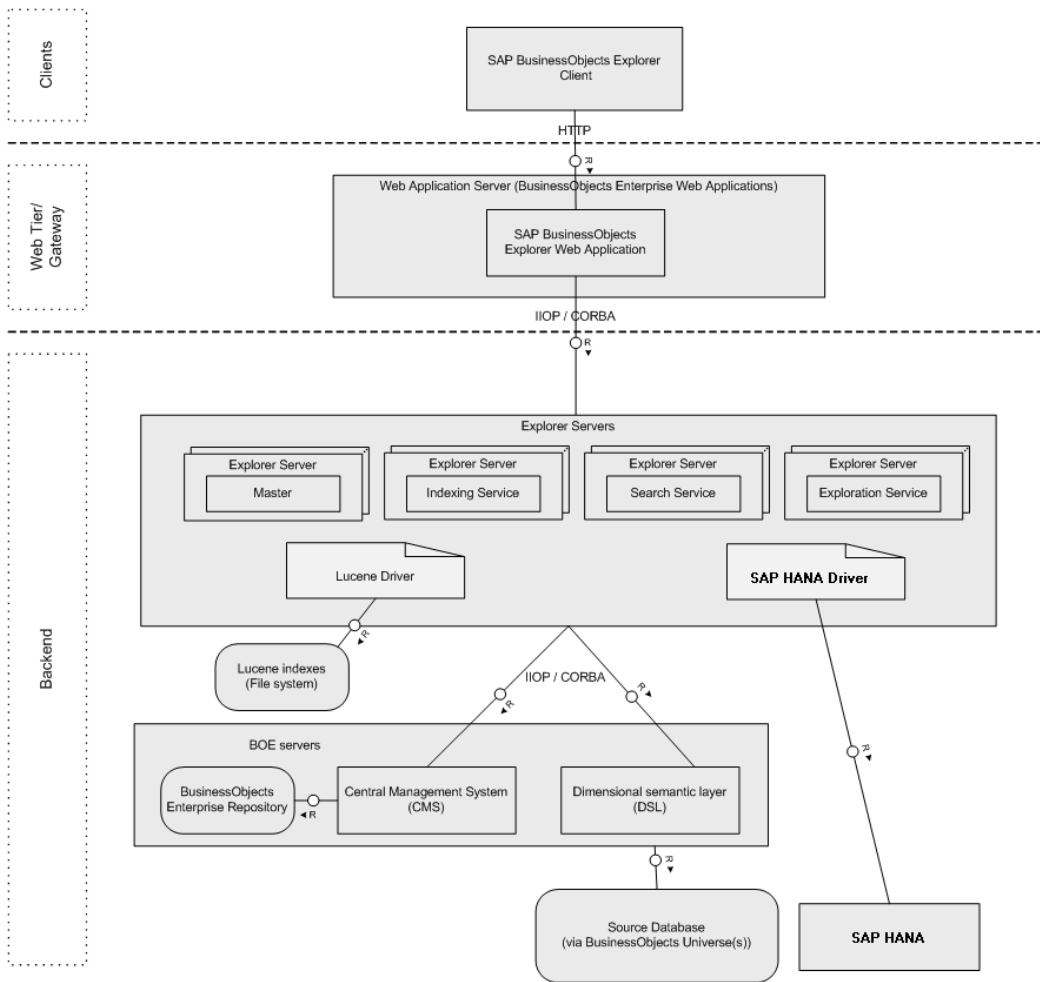 Clients
SAP BusinessObjects Explorer
Client
HTTP
R
Web Tier/
Gateway
Web Application Server (BusinessObjects Enterprise Web Applications)
SAP BusinessObjects
Explorer Web Application
IIOP / CORBA
R
Backend
Explorer Servers
Explorer Server
Master
Explorer Server
Indexing Service
Explorer Server
Search Service
Explorer Server
Exploration Service
Lucene Driver
SAP HANA Driver
R
Lucene indexes
(File system)
IIOP / CORBA
R
R
R
BOE servers
BusinessObjects
Enterprise Repository
R
Central Management System
(CMS)
Dimensional semantic layer
(DSL)
R
Source Database
(via BusinessObjects Universe(s))
SAP HANA